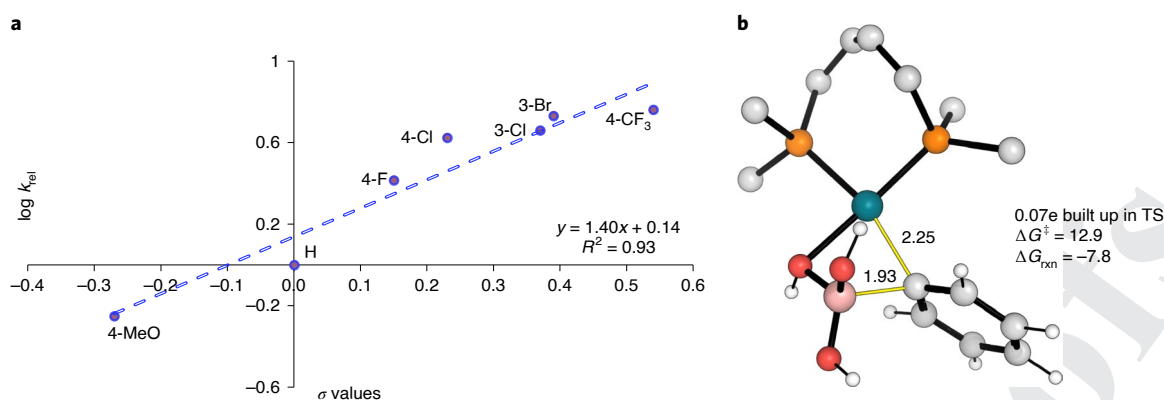 a
b
1
0.6
0.2
−0.2
−0.6
log k_rel
−0.4
−0.3
−0.2
−0.1
0.0
0.1
0.2
0.3
0.4
0.5
0.6
σ values
4-MeO
H
4-F
4-Cl
3-Cl
3-Br
4-CF₃
y = 1.40x + 0.14
R² = 0.93
2.25
1.93
0.07e built up in TS
ΔG‡ = 12.9
ΔG_rxn = −7.8